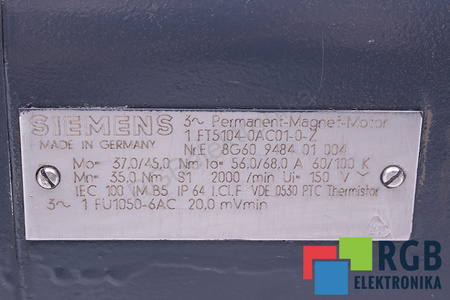 SIEMENS 3~ Permanent-Magnet-Motor
1 FT5104-0AC01-0-Z
MADE IN GERMANY Nr.E 8G60 9484 01 004
Mo= 37,0/45,0 Nm Io= 56,0/68,0 A 60/100 K
Mn= 35,0 Nm S1 2000 /min Ui= 150 V Y
IEC 100 IM B5 IP 64 I.CL.F VDE 0530 PTC Thermistor
3~ 1 FU1050-6AC 20,0 mV/min
RGB
ELEKTRONIKA